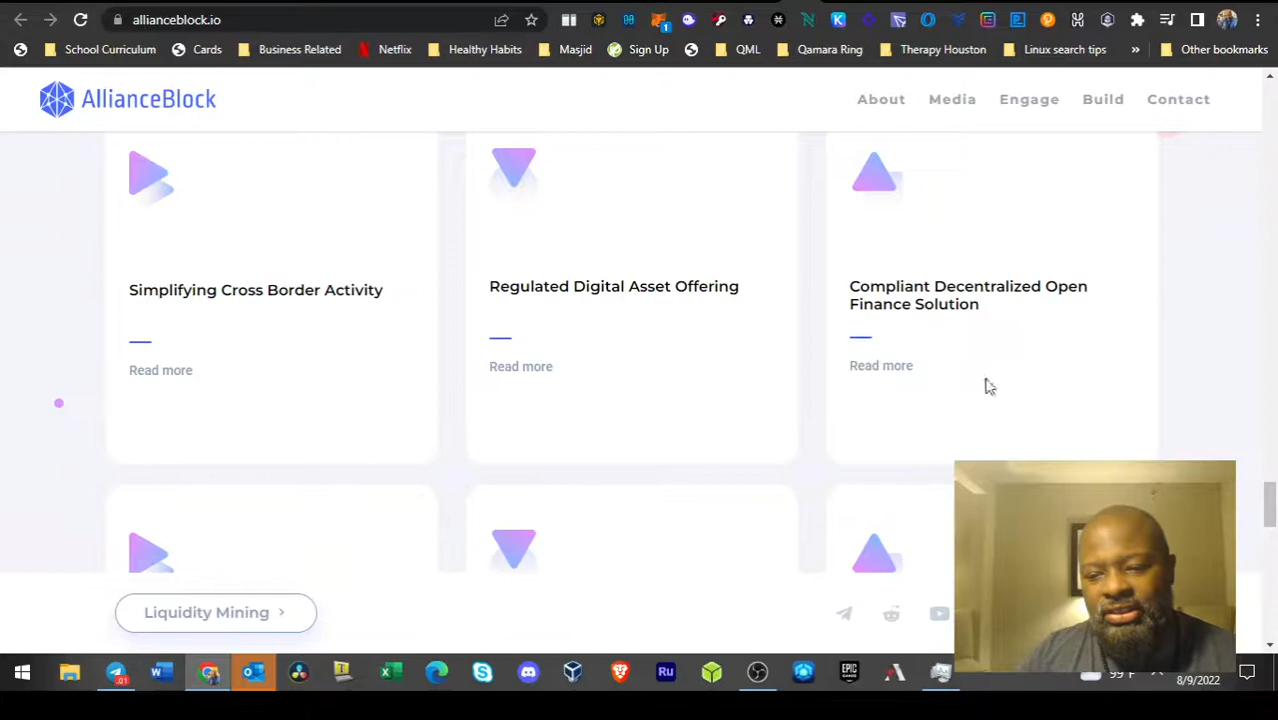 allianceblock.io
School Curriculum
Cards
Business Related
Netflix
Healthy Habits
Masjid
Sign Up
QML
Qamara Ring
Therapy Houston
Linux search tips
»
Other bookmarks
AllianceBlock
About
Media
Engage
Build
Contact
Simplifying Cross Border Activity
Read more
Regulated Digital Asset Offering
Read more
Compliant Decentralized Open
Finance Solution
Read more
Liquidity Mining >
99°F
8/9/2022